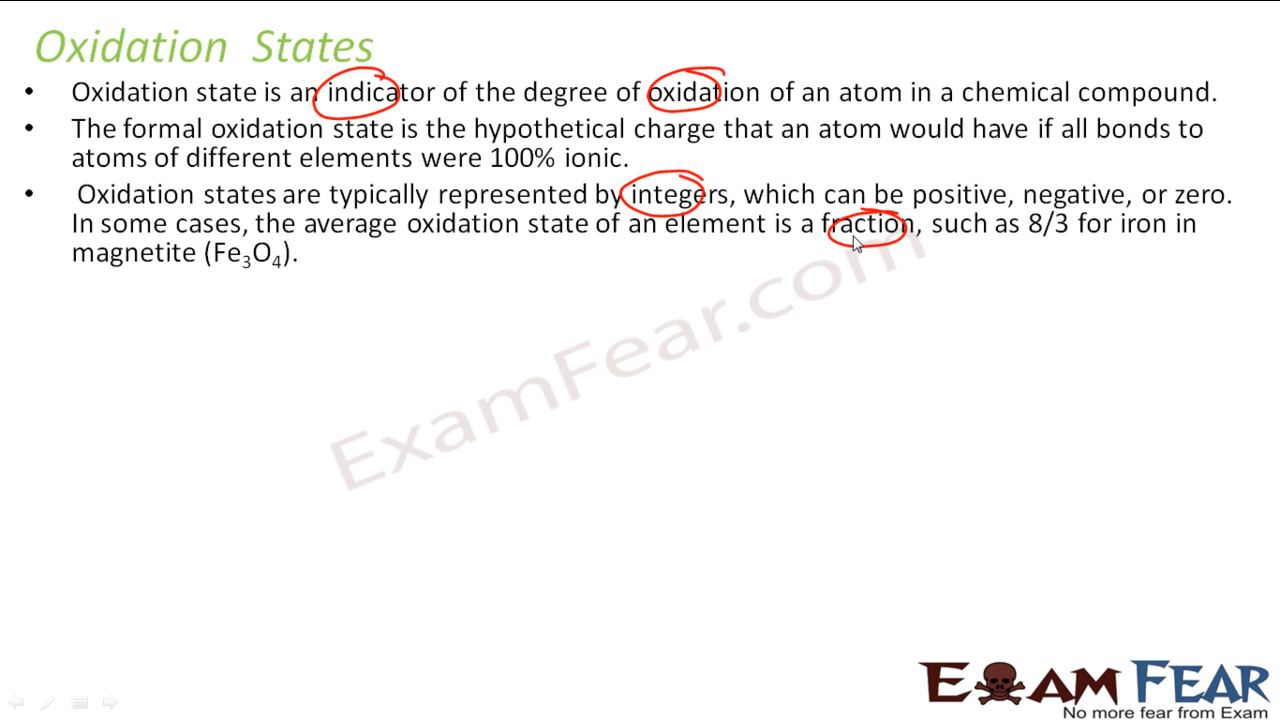 Oxidation States
• Oxidation state is an indicator of the degree of oxidation of an atom in a chemical compound.
• The formal oxidation state is the hypothetical charge that an atom would have if all bonds to
atoms of different elements were 100% ionic.
• Oxidation states are typically represented by integers, which can be positive, negative, or zero.
In some cases, the average oxidation state of an element is a fraction, such as 8/3 for iron in
magnetite (Fe₃O₄).
ExamFear.com
EXAM FEAR
No more fear from Exam